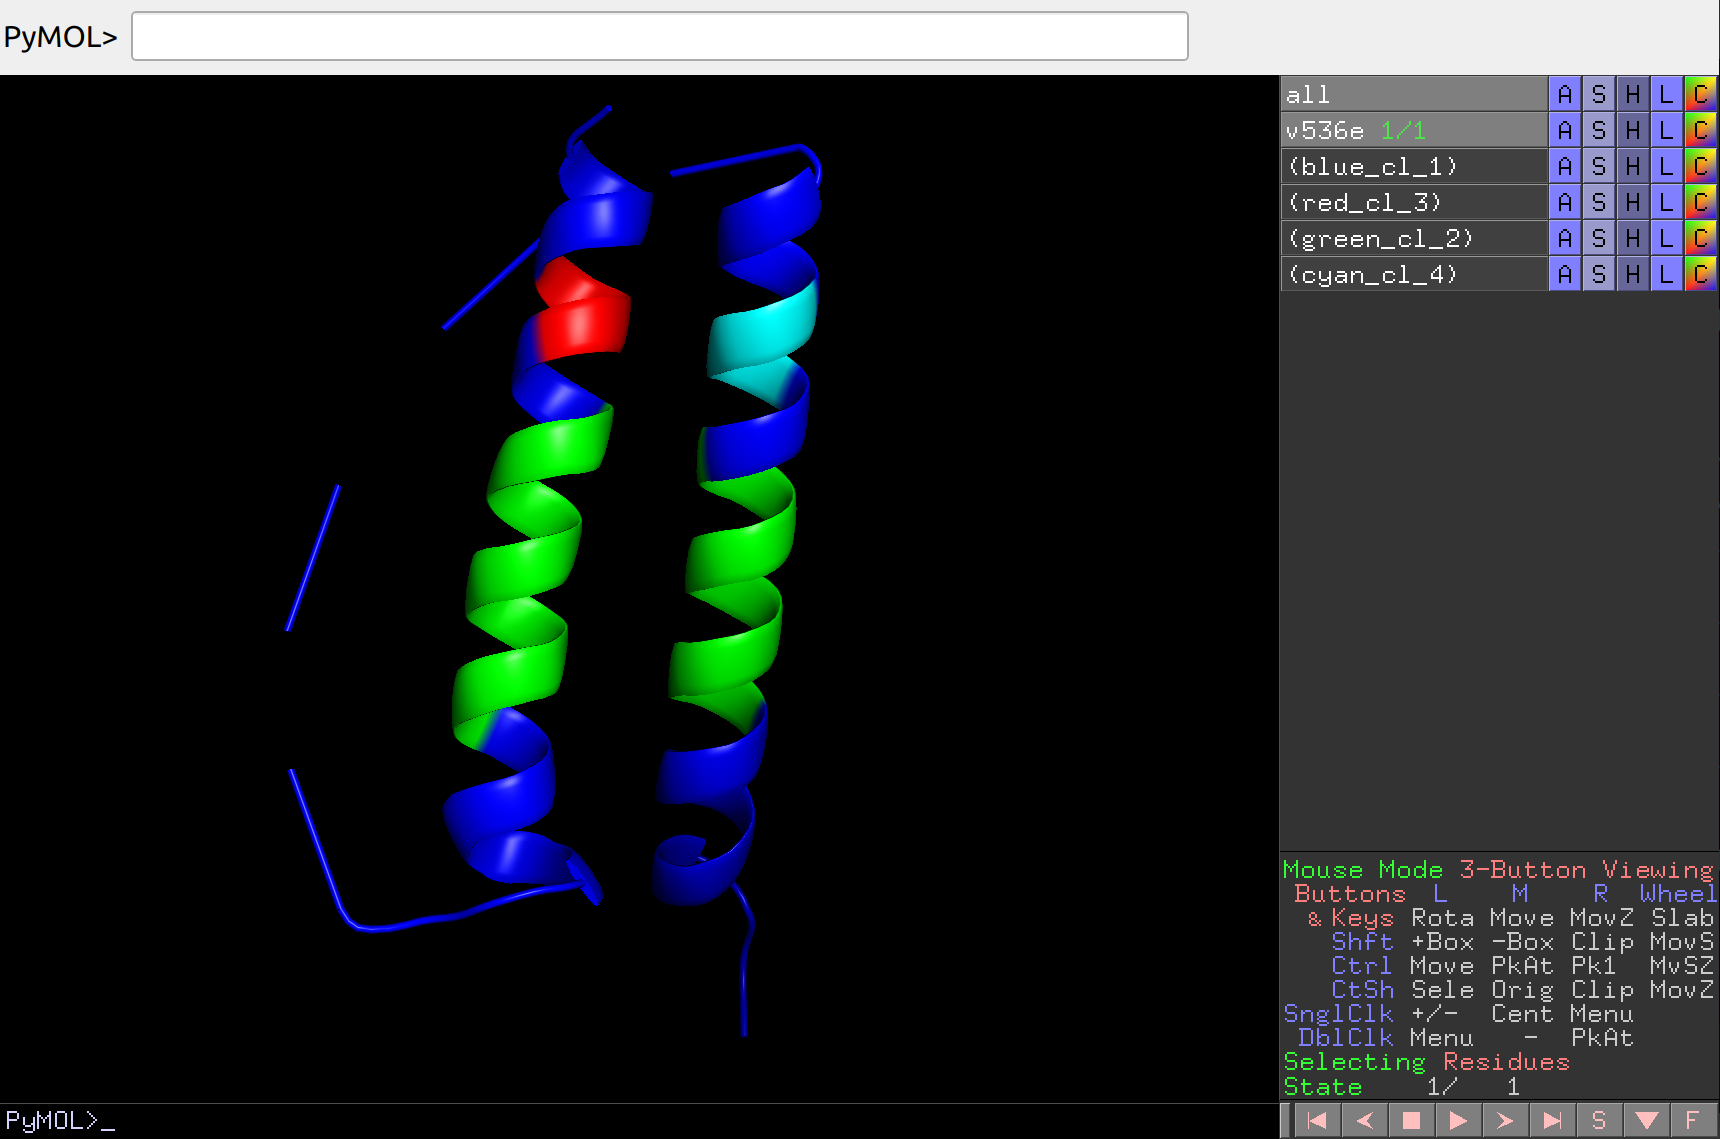 PyMOL>
all A S H L C
v536e 1/1 A S H L C
(blue_cl_1) A S H L C
(red_cl_3) A S H L C
(green_cl_2) A S H L C
(cyan_cl_4) A S H L C
Mouse Mode 3-Button Viewing
Buttons L M R Wheel
& Keys Rota Move MovZ Slab
Shft +Box -Box Clip MovS
Ctrl Move PkAt Pk1 MvSZ
CtSh Sele Orig Clip MovZ
SnglClk +/- Cent Menu
DblClk Menu - PkAt
Selecting Residues
State 1/ 1
PyMOL>_
S F